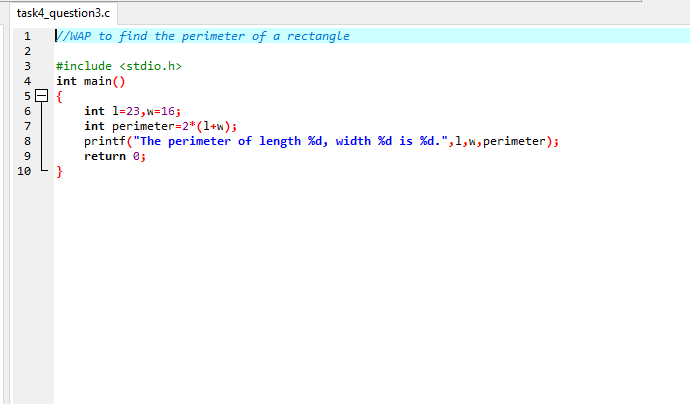 task4_question3.c
1 //WAP to find the perimeter of a rectangle
2
3 #include <stdio.h>
4 int main()
5 {
6 int l=23,w=16;
7 int perimeter=2*(l+w);
8 printf("The perimeter of length %d, width %d is %d.",l,w,perimeter);
9 return 0;
10 }